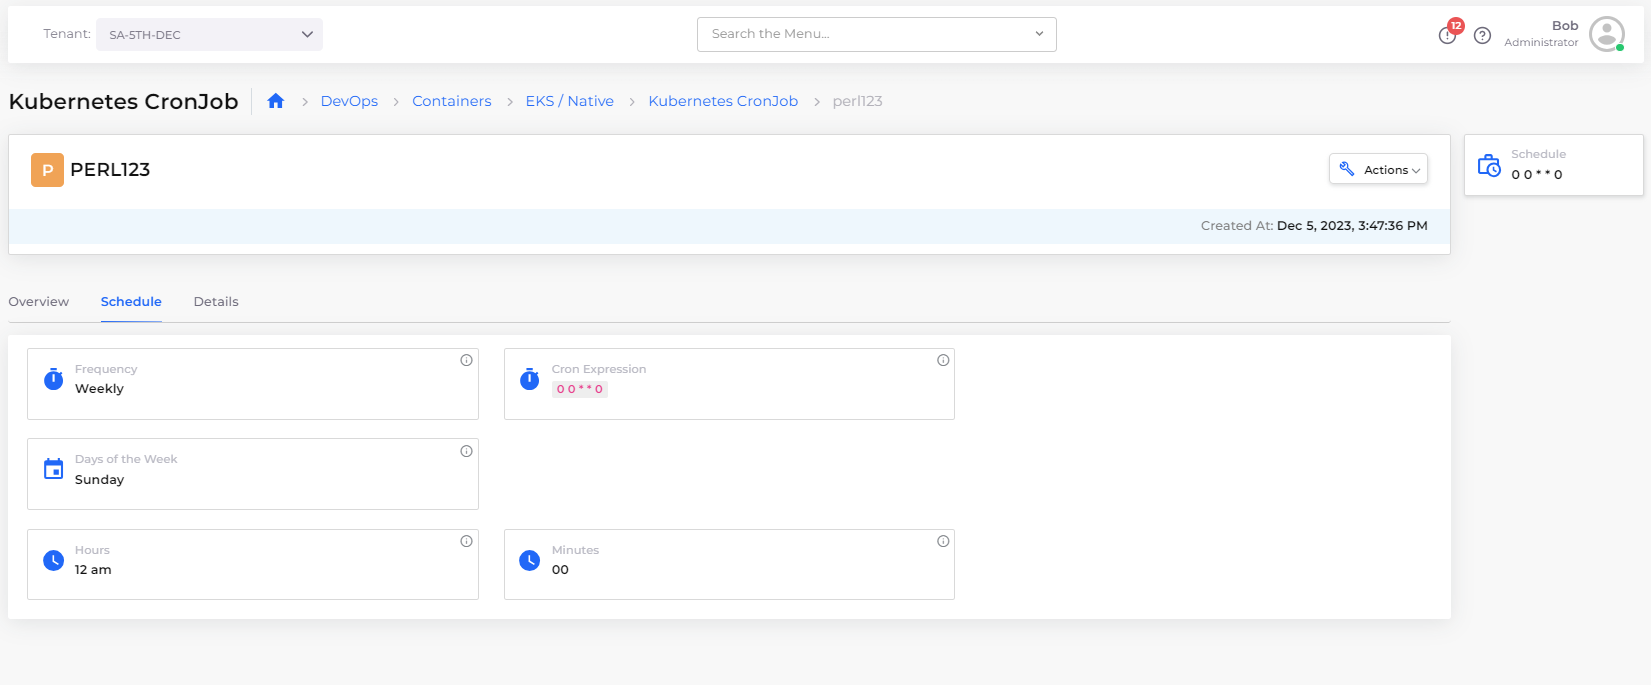 Tenant: SA-5TH-DEC Search the Menu... 12 Bob
Administrator
Kubernetes CronJob DevOps Containers EKS / Native Kubernetes CronJob perl123
P PERL123 Actions
Schedule
0 0 * * 0
Created At: Dec 5, 2023, 3:47:36 PM
Overview Schedule Details
Frequency
Weekly
Cron Expression
0 0 * * 0
Days of the Week
Sunday
Hours
12 am
Minutes
00